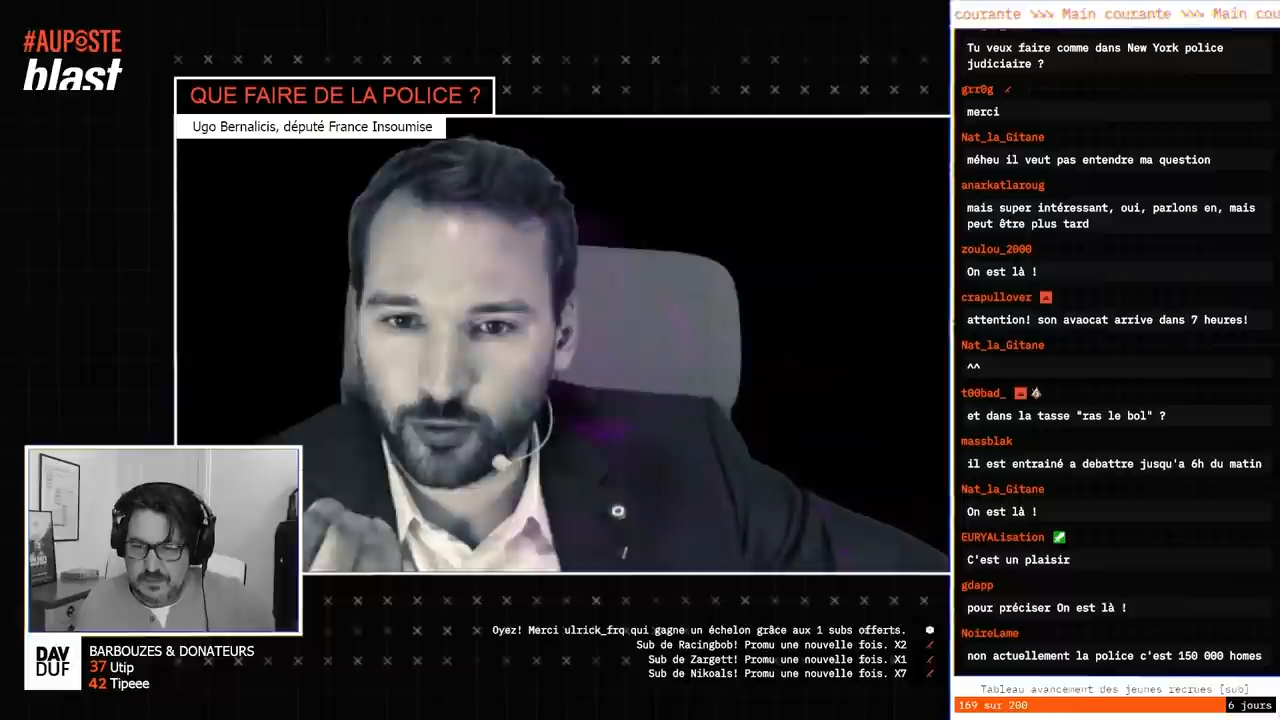 #AUPOSTE
blast
QUE FAIRE DE LA POLICE ?
Ugo Bernalicis, député France Insoumise
courante Main courante Main cou
Tu veux faire comme dans New York police
judiciaire ?
grr0g
merci
Nat_la_Gitane
méheu il veut pas entendre ma question
anarkatlaroug
mais super intéressant, oui, parlons en, mais
peut être plus tard
zoulou_2000
On est là !
crapullover
attention! son avaocat arrive dans 7 heures!
Nat_la_Gitane
^^
t00bad_
et dans la tasse "ras le bol" ?
massblak
il est entrainé a debattre jusqu'a 6h du matin
Nat_la_Gitane
On est là !
EURYALisation
C'est un plaisir
gdapp
pour préciser On est là !
NoireLame
non actuellement la police c'est 150 000 homes
Tableau avancement des jeunes recrues [sub]
169 sur 200
6 jours
Oyez! Merci ulrick_frq qui gagne un échelon grâce aux 1 subs offerts.
Sub de Racingbob! Promu une nouvelle fois. X2
Sub de Zargett! Promu une nouvelle fois. X1
Sub de Nikoals! Promu une nouvelle fois. X7
DAV
DUF
BARBOUZES & DONATEURS
37 Utip
42 Tipeee